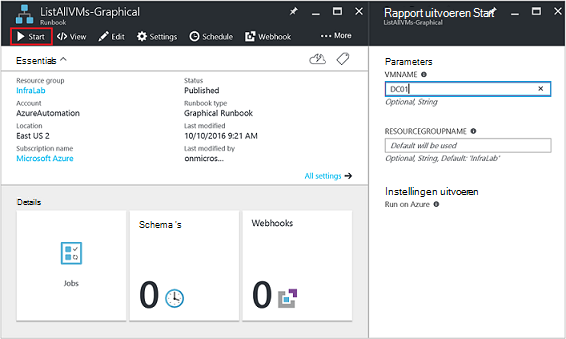 ListAllVMs-Graphical
Runbook
Start
View
Edit
Settings
Schedule
Webhook
More
Essentials
Resource group
InfraLab
Account
AzureAutomation
Location
East US 2
Subscription name
Microsoft Azure
Status
Published
Runbook type
Graphical Runbook
Last modified
10/10/2016 9:21 AM
Last modified by
onmicros...
All settings
Details
Jobs
Schema 's
0
Webhooks
0
Rapport uitvoeren Start
ListAllVMs-Graphical
Parameters
VMNAME
DC01
Optional, String
RESOURCEGROUPNAME
Default will be used
Optional, String, Default: 'InfraLab'
Instellingen uitvoeren
Run on Azure